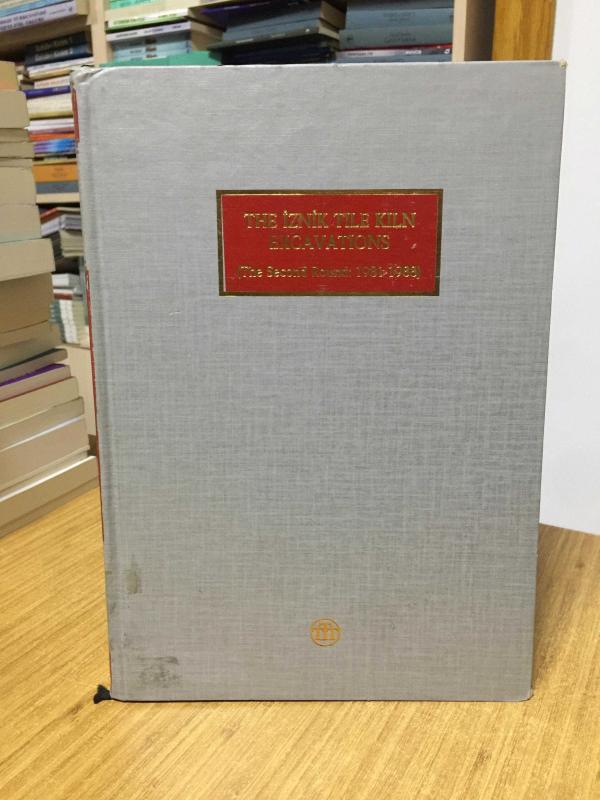 THE İZNİK TILE KILN
EXCAVATIONS
(The Second Round: 1981-1988)